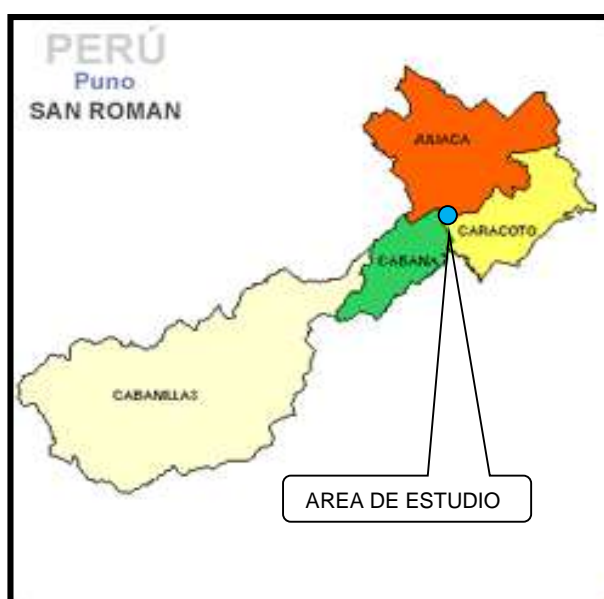 PERÚ
Puno
SAN ROMAN
JULIACA
CARACOTO
CABANA
CABANILLAS
AREA DE ESTUDIO